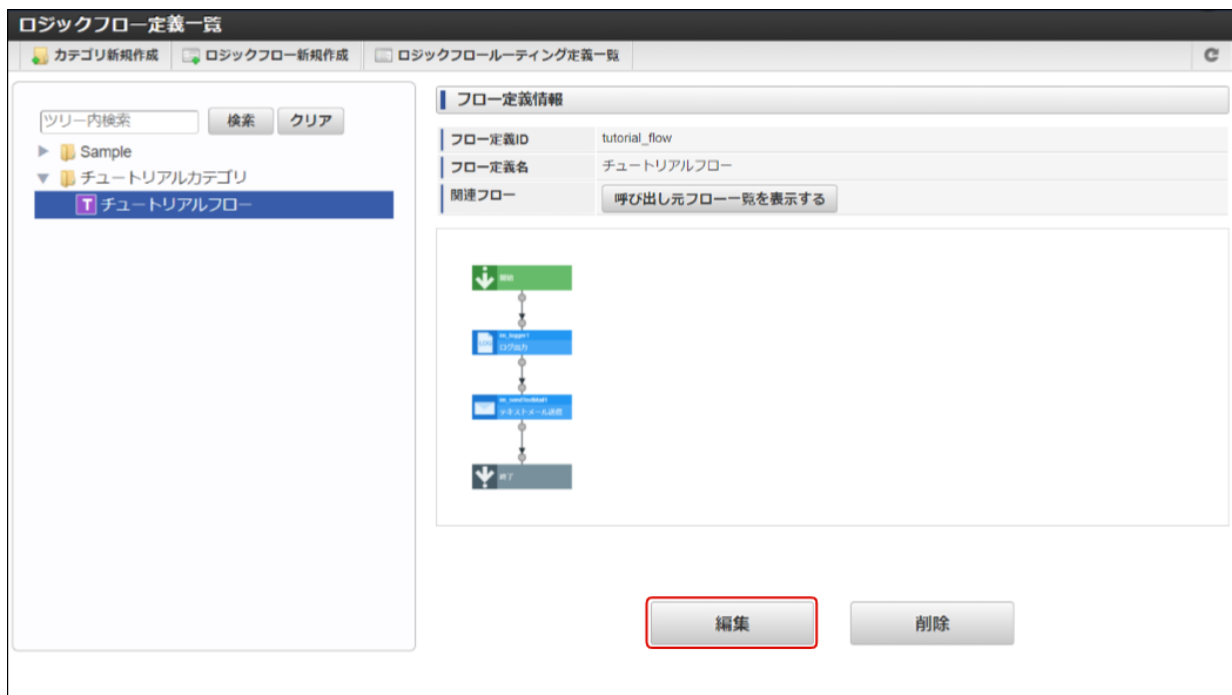 ロジックフロー定義一覧
カテゴリ新規作成 ロジックフロー新規作成 ロジックフロールーティング定義一覧
ツリー内検索 検索 クリア
Sample
チュートリアルカテゴリ
チュートリアルフロー
フロー定義情報
フロー定義ID tutorial_flow
フロー定義名 チュートリアルフロー
関連フロー 呼び出し元フロー一覧を表示する
開始
im_logger1
ログ出力
im_sendTextMail1
テキストメール送信
終了
編集 削除